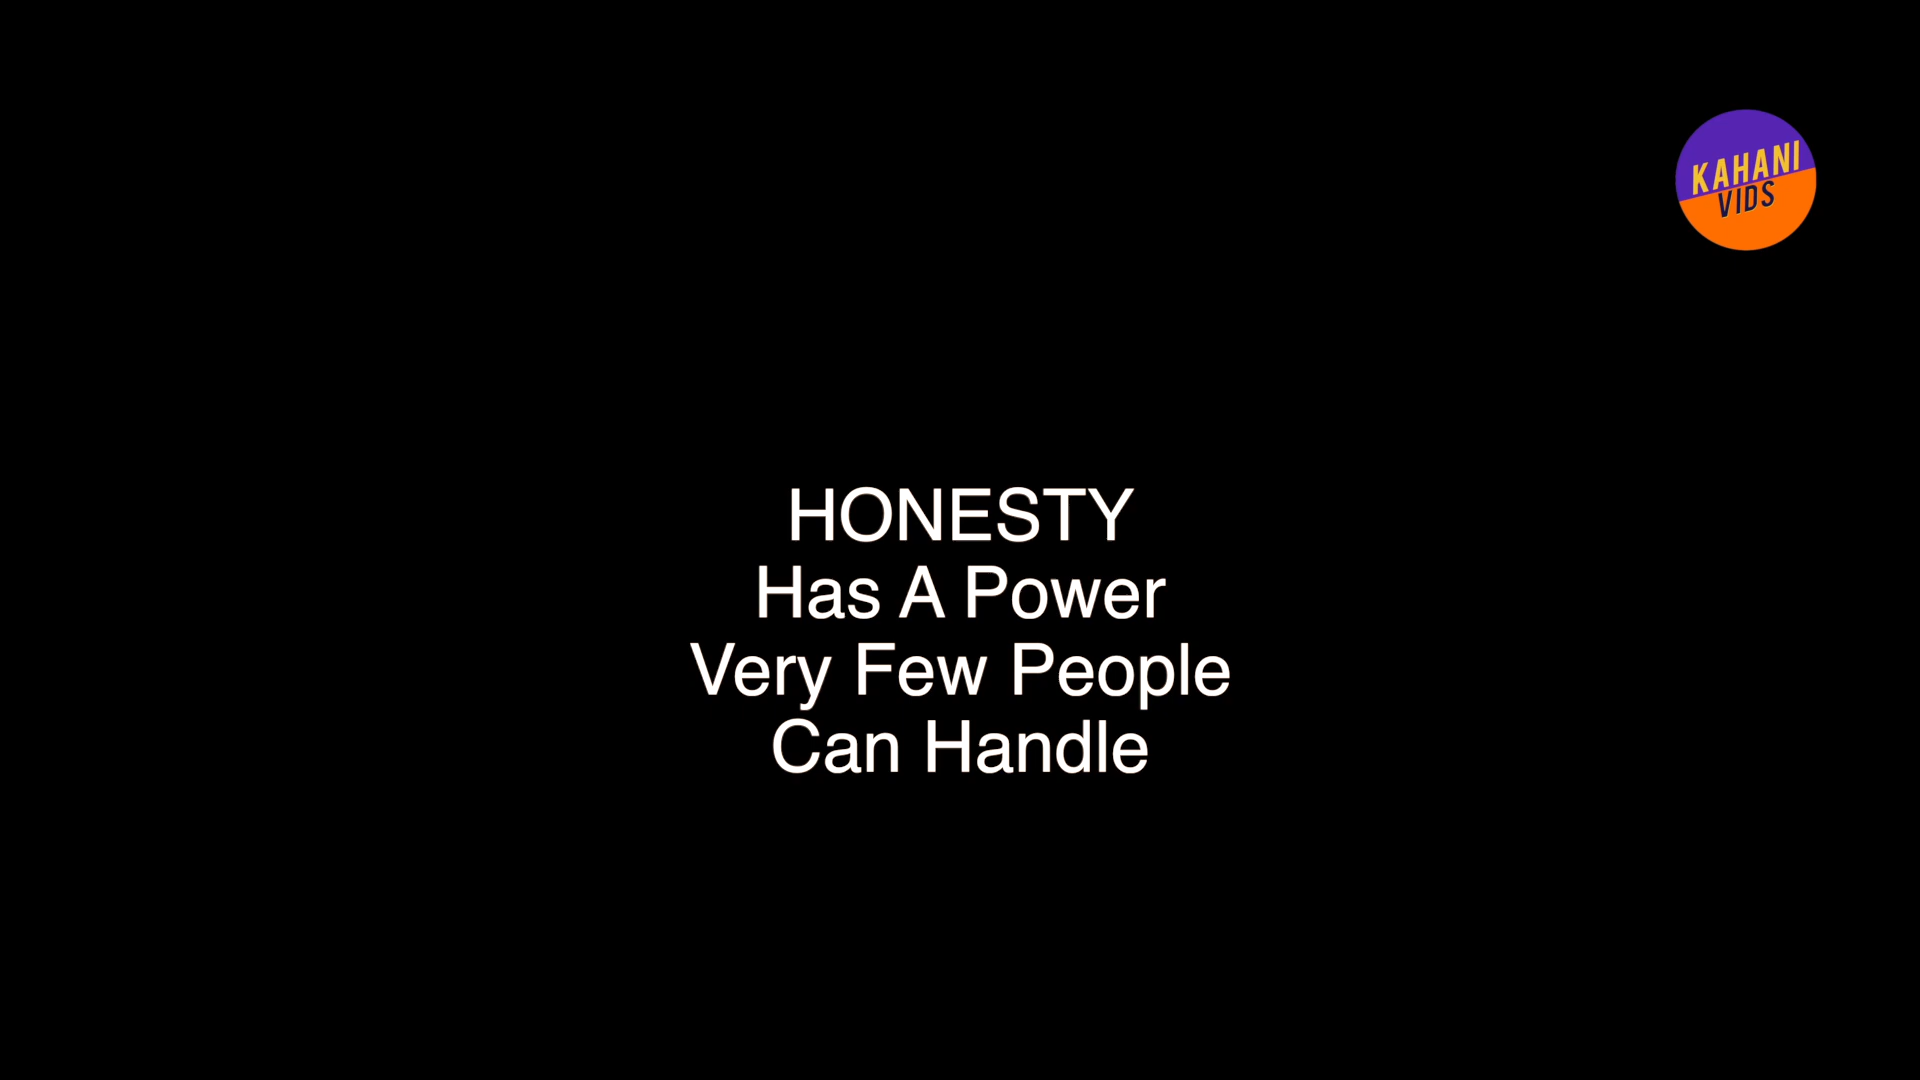 KAHANI
VIDS
HONESTY
Has A Power
Very Few People
Can Handle